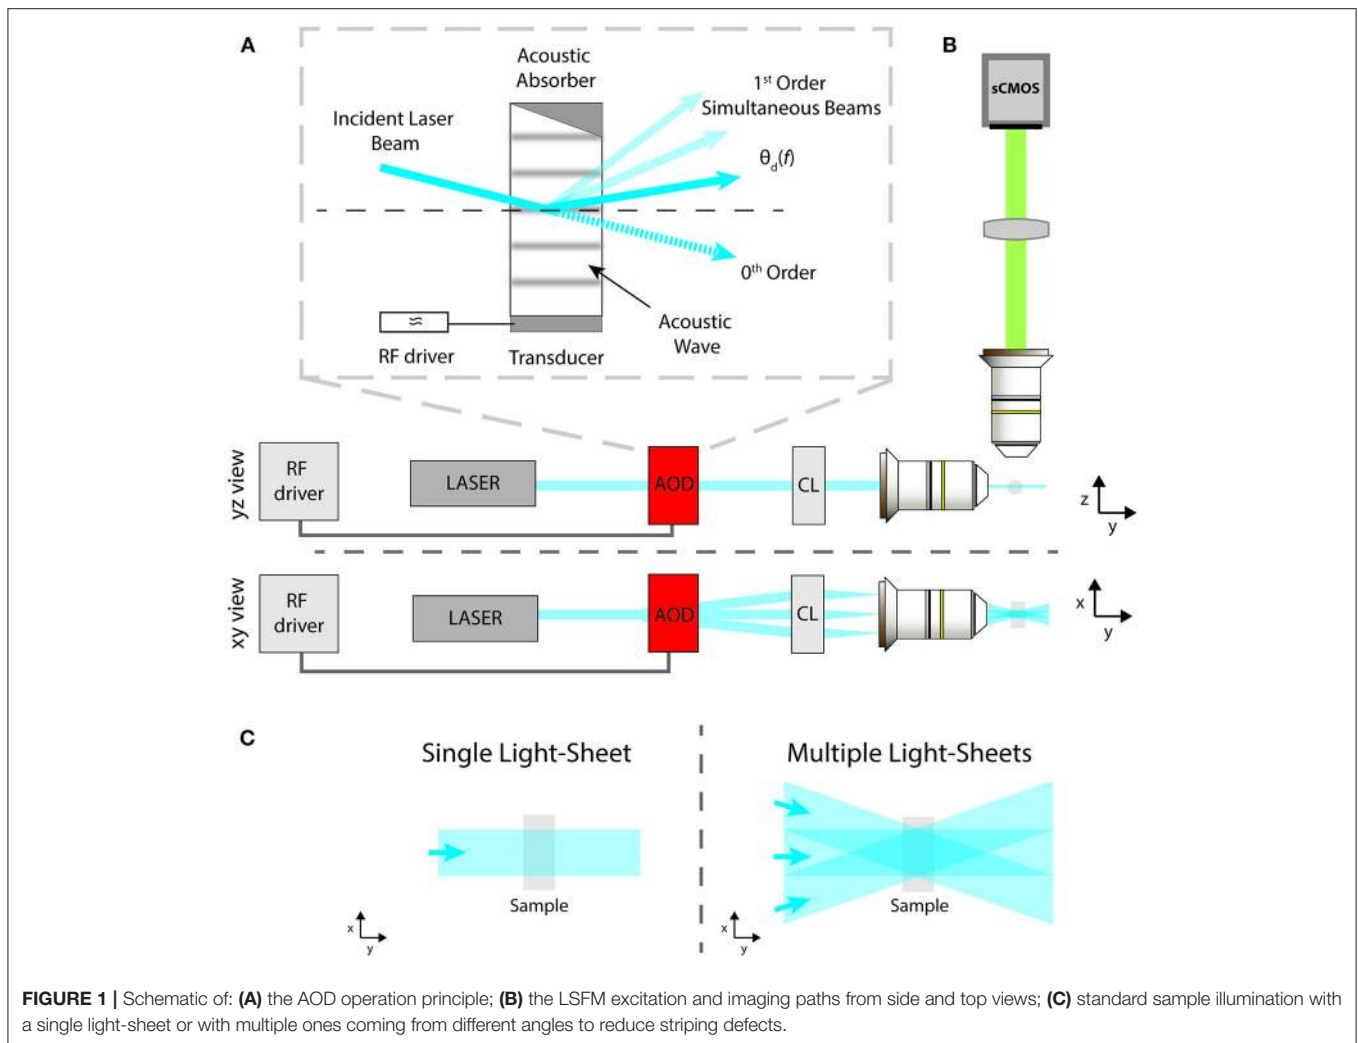 A
Acoustic
Absorber
1st Order
Simultaneous Beams
Incident Laser
Beam
θd(f)
0th Order
Acoustic
Wave
RF driver
Transducer
B
sCMOS
yz view
RF
driver
LASER
AOD
CL
z
y
xy view
RF
driver
LASER
AOD
CL
x
y
C
Single Light-Sheet
Sample
x
y
Multiple Light-Sheets
Sample
x
y
FIGURE 1 | Schematic of: (A) the AOD operation principle; (B) the LSFM excitation and imaging paths from side and top views; (C) standard sample illumination with
a single light-sheet or with multiple ones coming from different angles to reduce striping defects.